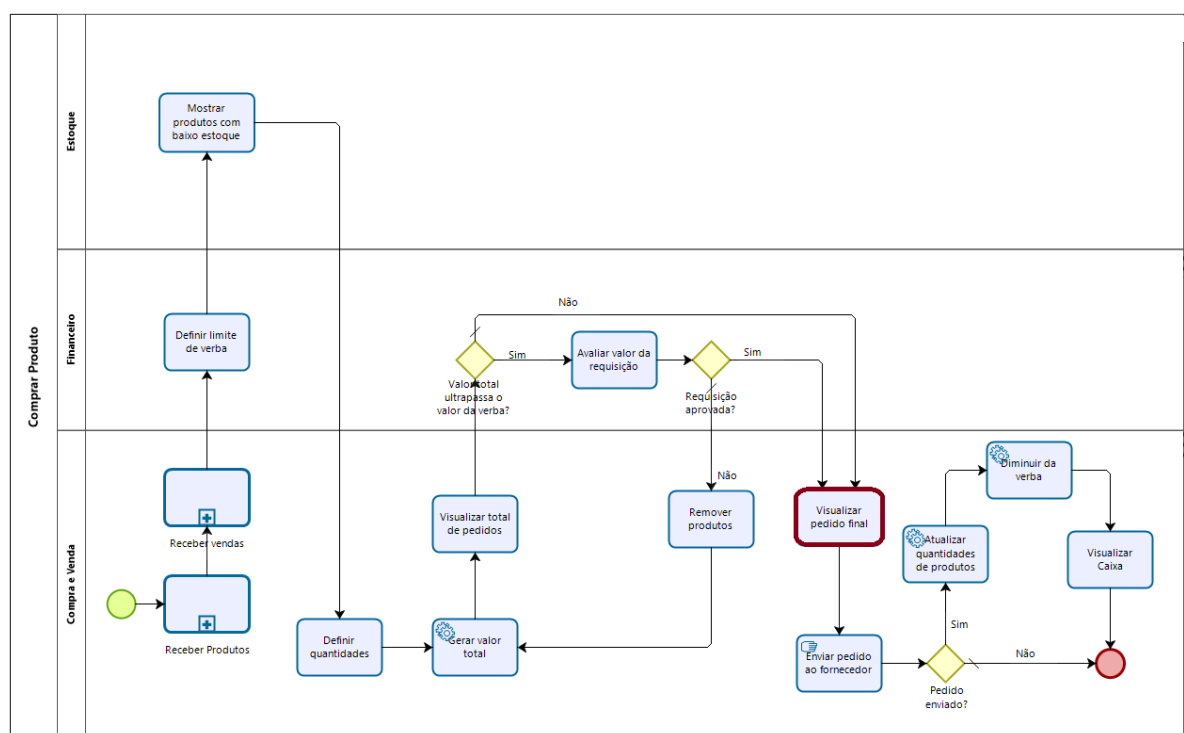 Comprar Produto
Estoque
Mostrar
produtos com
baixo estoque
Financeiro
Definir limite
de verba
Não
Valor total
ultrapassa o
valor da verba?
Sim
Avaliar valor da
requisição
Requisição
aprovada?
Sim
Compra e Venda
Receber vendas
Receber Produtos
Definir
quantidades
Gerar valor
total
Visualizar total
de pedidos
Não
Remover
produtos
Visualizar
pedido final
Enviar pedido
ao fornecedor
Pedido
enviado?
Sim
Não
Atualizar
quantidades
de produtos
Diminuir da
verba
Visualizar
Caixa